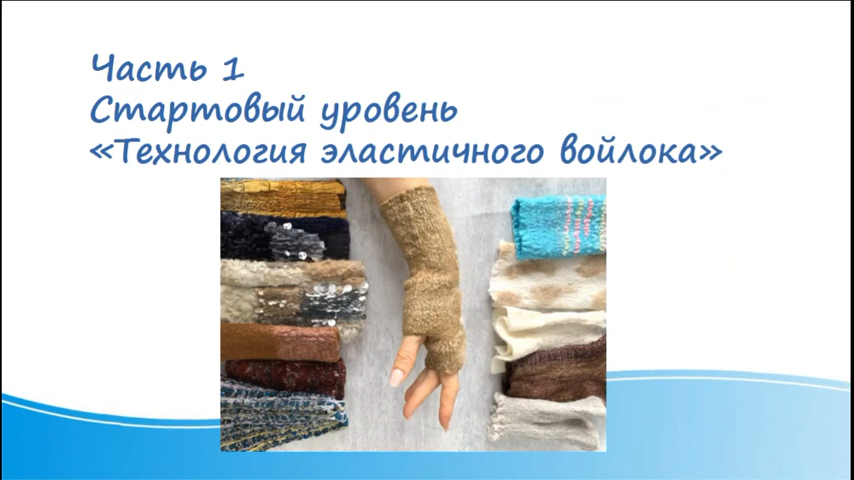 Часть 1
Стартовый уровень
«Технология эластичного войлока»